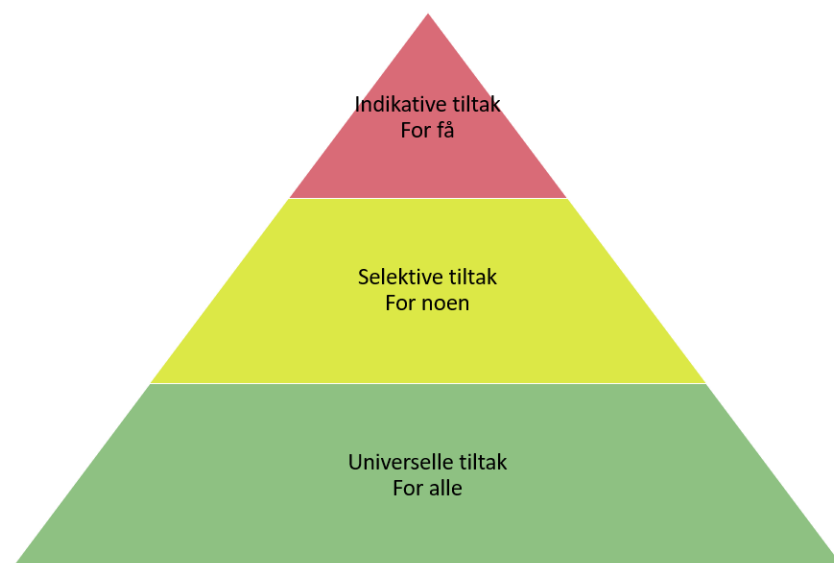 Indikative tiltak
For få
Selektive tiltak
For noen
Universelle tiltak
For alle